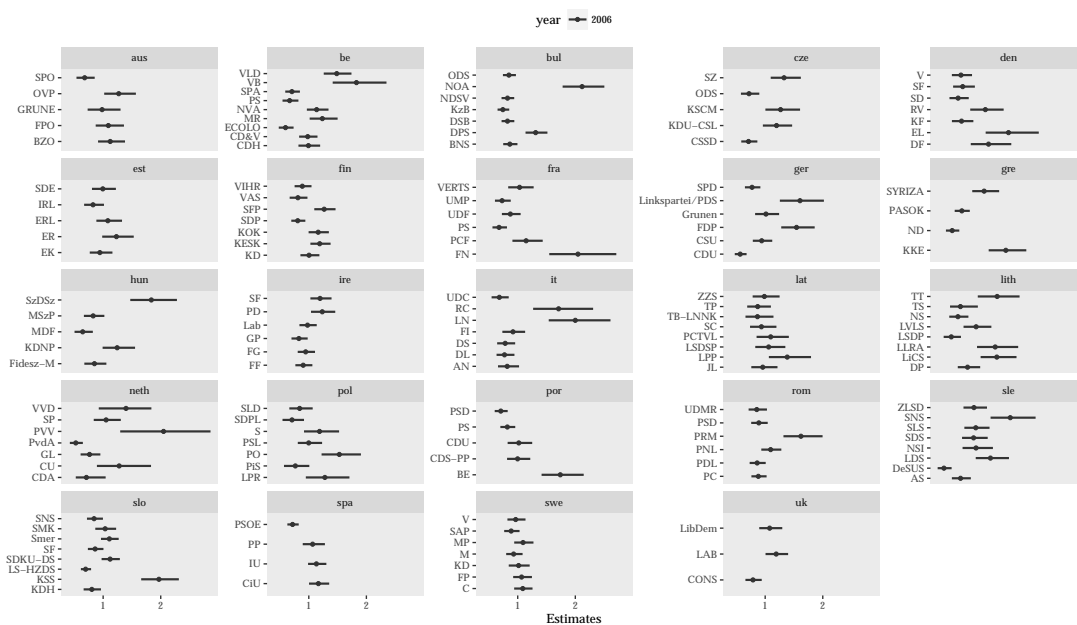 year 2006
aus
SPO
OVP
GRUNE
FPO
BZO
be
VLD
VB
SPA
PS
NVA
MR
ECOLO
CD&V
CDH
bul
ODS
NOA
NDSV
KzB
DSB
DPS
BNS
cze
SZ
ODS
KSCM
KDU−CSL
CSSD
den
V
SF
SD
RV
KF
EL
DF
est
SDE
IRL
ERL
ER
EK
fin
VIHR
VAS
SFP
SDP
KOK
KESK
KD
fra
VERTS
UMP
UDF
PS
PCF
FN
ger
SPD
Linkspartei/PDS
Grunen
FDP
CSU
CDU
gre
SYRIZA
PASOK
ND
KKE
hun
SzDSz
MSzP
MDF
KDNP
Fidesz−M
ire
SF
PD
Lab
GP
FG
FF
it
UDC
RC
LN
FI
DS
DL
AN
lat
ZZS
TP
TB−LNNK
SC
PCTVL
LSDSP
LPP
JL
lith
TT
TS
NS
LVLS
LSDP
LLRA
LiCS
DP
neth
VVD
SP
PVV
PvdA
GL
CU
CDA
pol
SLD
SDPL
S
PSL
PO
PiS
LPR
por
PSD
PS
CDU
CDS−PP
BE
rom
UDMR
PSD
PRM
PNL
PDL
PC
sle
ZLSD
SNS
SLS
SDS
NSI
LDS
DeSUS
AS
slo
SNS
SMK
Smer
SF
SDKU−DS
LS−HZDS
KSS
KDH
spa
PSOE
PP
IU
CiU
swe
V
SAP
MP
M
KD
FP
C
uk
LibDem
LAB
CONS
1 2 1 2 1 2 1 2
Estimates